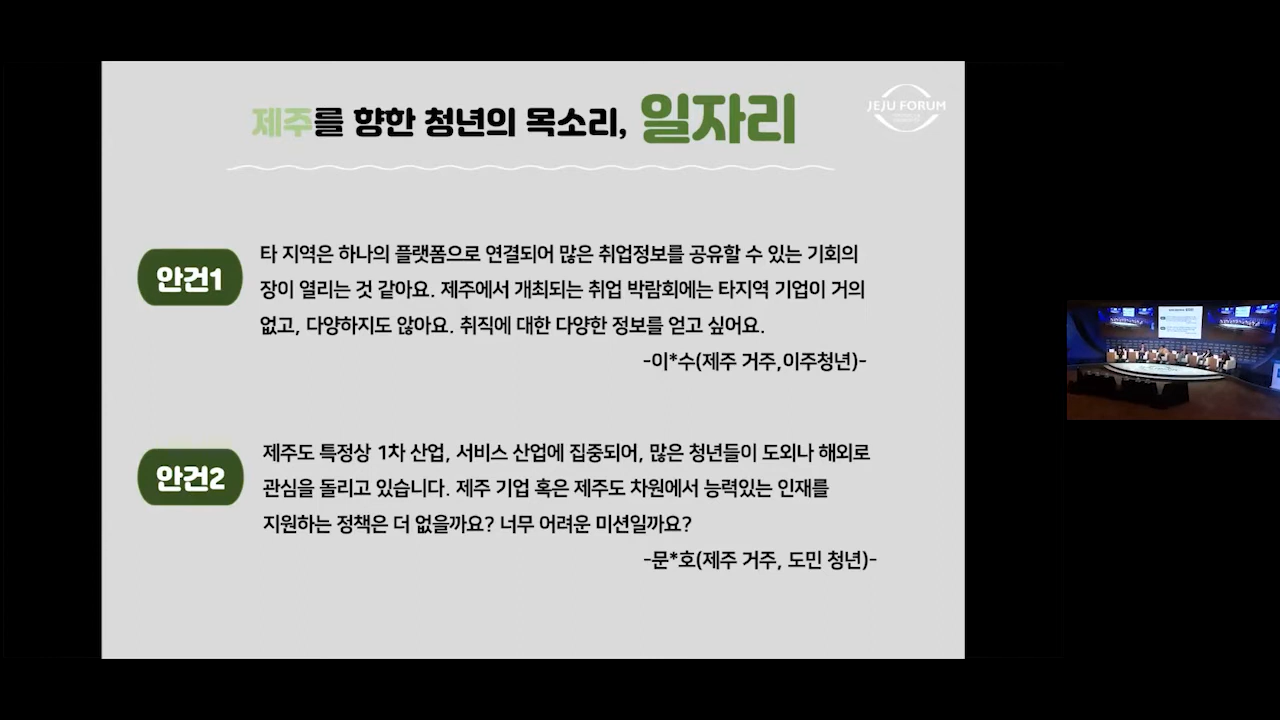 제주를 향한 청년의 목소리, 일자리
JEJU FORUM
안건1
타 지역은 하나의 플랫폼으로 연결되어 많은 취업정보를 공유할 수 있는 기회의
장이 열리는 것 같아요. 제주에서 개최되는 취업 박람회에는 타지역 기업이 거의
없고, 다양하지도 않아요. 취직에 대한 다양한 정보를 얻고 싶어요.
-이*수(제주 거주,이주청년)-
안건2
제주도 특정상 1차 산업, 서비스 산업에 집중되어, 많은 청년들이 도외나 해외로
관심을 돌리고 있습니다. 제주 기업 혹은 제주도 차원에서 능력있는 인재를
지원하는 정책은 더 없을까요? 너무 어려운 미션일까요?
-문*호(제주 거주, 도민 청년)-